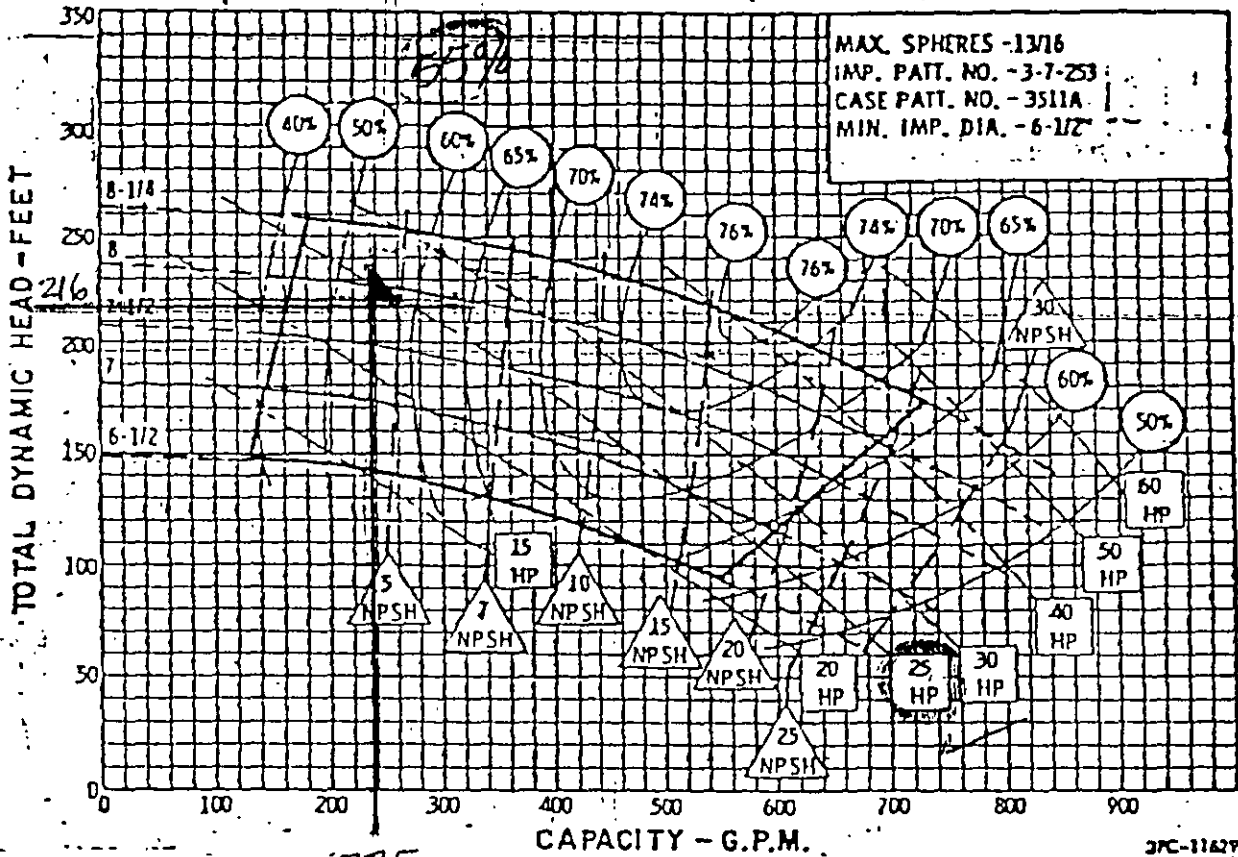 350
MAX. SPHERES -13/16
IMP. PATT. NO. -3-7-253
CASE PATT. NO. -3511A
MIN. IMP. DIA. -6-1/2
55%
300
40%
50%
60%
65%
70%
74%
76%
76%
74%
70%
65%
8-1/4
250
8
216
7-1/2
200
7
30
NPSH
60%
50%
6-1/2
150
TOTAL DYNAMIC HEAD-FEET
60
HP
15
HP
50
HP
100
5
NPSH
7
NPSH
10
NPSH
15
NPSH
20
NPSH
40
HP
50
20
HP
25
HP
30
HP
25
NPSH
0
0 100 200 300 400 500 600 700 800 900
CAPACITY - G.P.M.